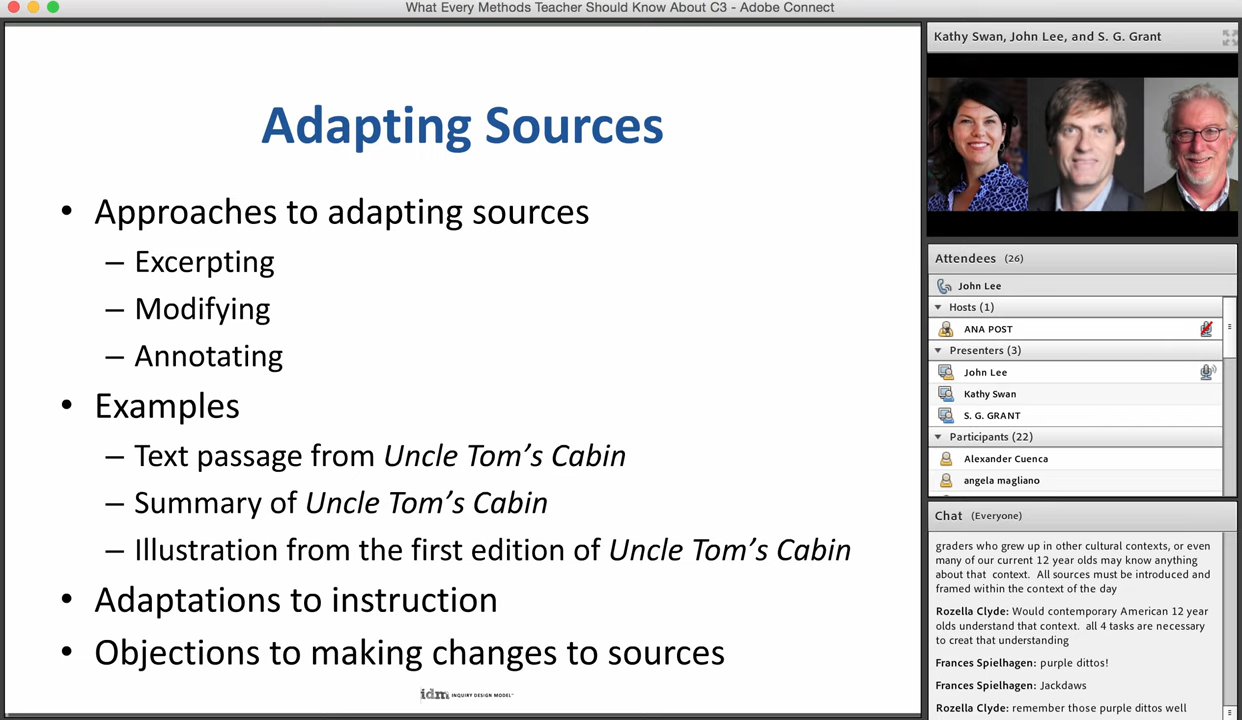 What Every Methods Teacher Should Know About C3 - Adobe Connect
Adapting Sources
• Approaches to adapting sources
– Excerpting
– Modifying
– Annotating
• Examples
– Text passage from Uncle Tom’s Cabin
– Summary of Uncle Tom’s Cabin
– Illustration from the first edition of Uncle Tom’s Cabin
• Adaptations to instruction
• Objections to making changes to sources
idm INQUIRY DESIGN MODEL™
Kathy Swan, John Lee, and S. G. Grant
Attendees (26)
John Lee
Hosts (1)
ANA POST
Presenters (3)
John Lee
Kathy Swan
S. G. GRANT
Participants (22)
Alexander Cuenca
angela magliano
Chat (Everyone)
graders who grew up in other cultural contexts, or even
many of our current 12 year olds may know anything
about that context. All sources must be introduced and
framed within the context of the day
Rozella Clyde: Would contemporary American 12 year
olds understand that context. all 4 tasks are necessary
to creat that understanding
Frances Spielhagen: purple dittos!
Frances Spielhagen: Jackdaws
Rozella Clyde: remember those purple dittos well